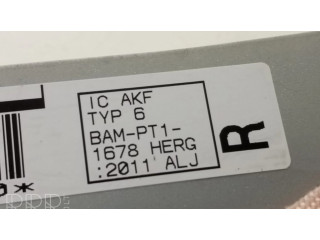 IC AKF
TYP 6
BAM-PT1-
1678 HERG
:2011 ALJ
R